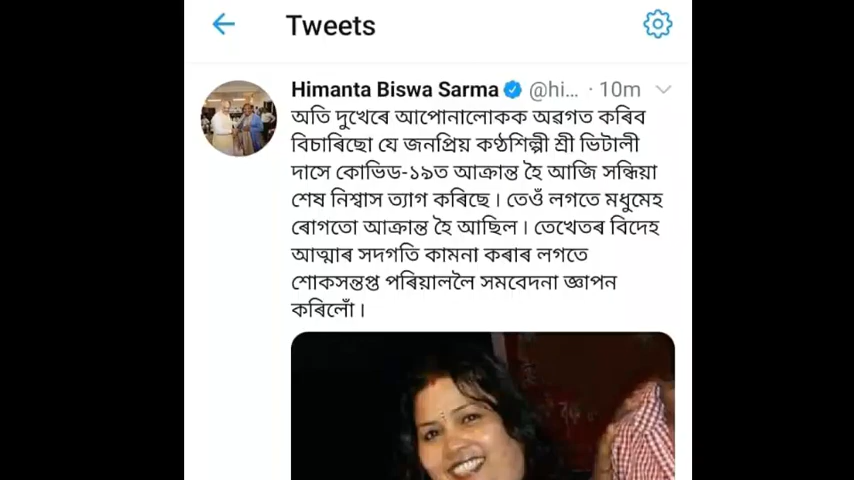 Tweets
Himanta Biswa Sarma @hi... · 10m
অতি দুখেৰে আপোনালোকক অৱগত কৰিব
বিচাৰিছো যে জনপ্ৰিয় কণ্ঠশিল্পী শ্ৰী ভিটালী
দাসে কোভিড-১৯ত আক্ৰান্ত হৈ আজি সন্ধিয়া
শেষ নিশ্বাস ত্যাগ কৰিছে। তেওঁ লগতে মধুমেহ
ৰোগতো আক্ৰান্ত হৈ আছিল। তেখেতৰ বিদেহ
আত্মাৰ সদগতি কামনা কৰাৰ লগতে
শোকসন্তপ্ত পৰিয়াললৈ সমবেদনা জ্ঞাপন
কৰিলোঁ।